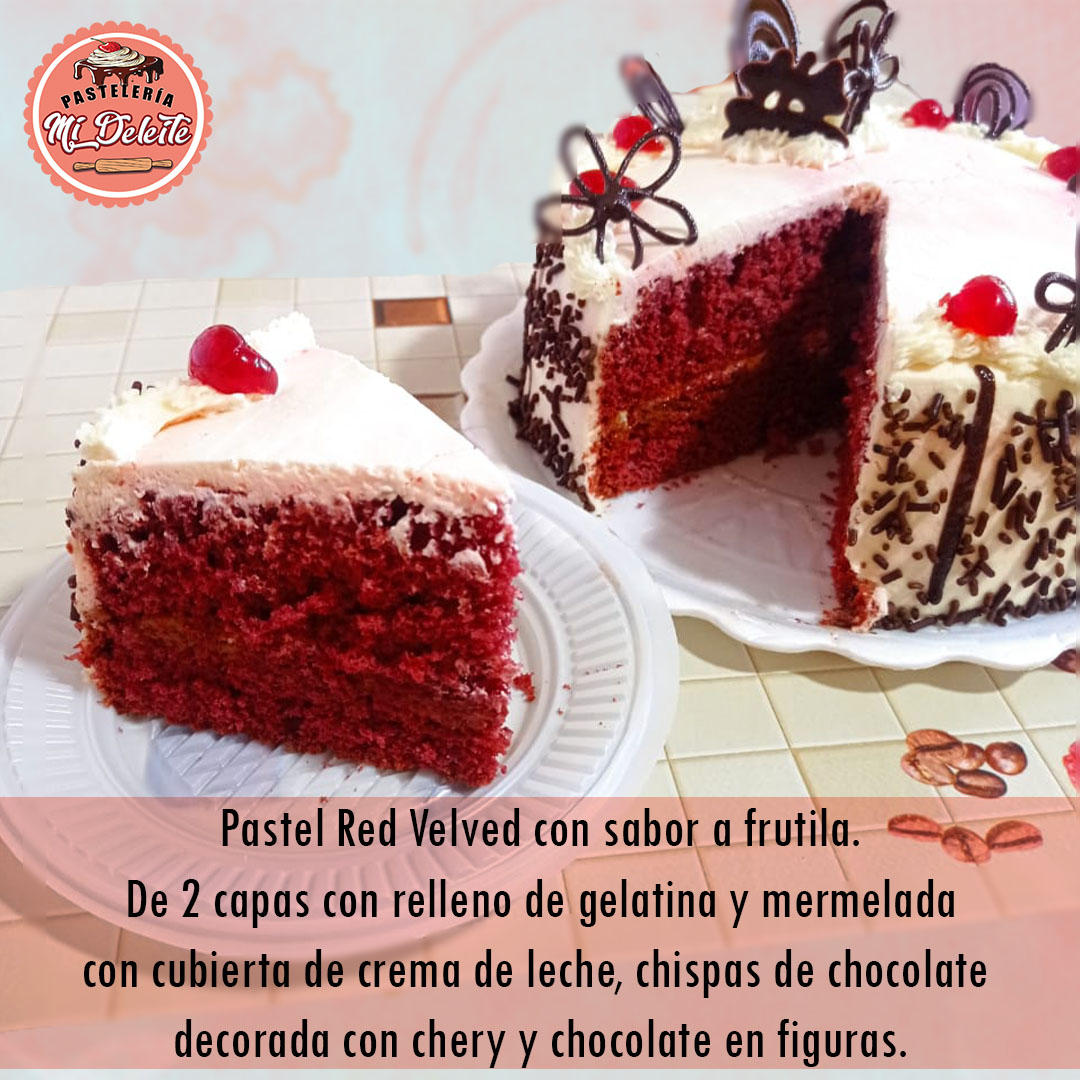 PASTELERÍA
Mi Deleite
Pastel Red Velved con sabor a frutila.
De 2 capas con relleno de gelatina y mermelada
con cubierta de crema de leche, chispas de chocolate
decorada con chery y chocolate en figuras.